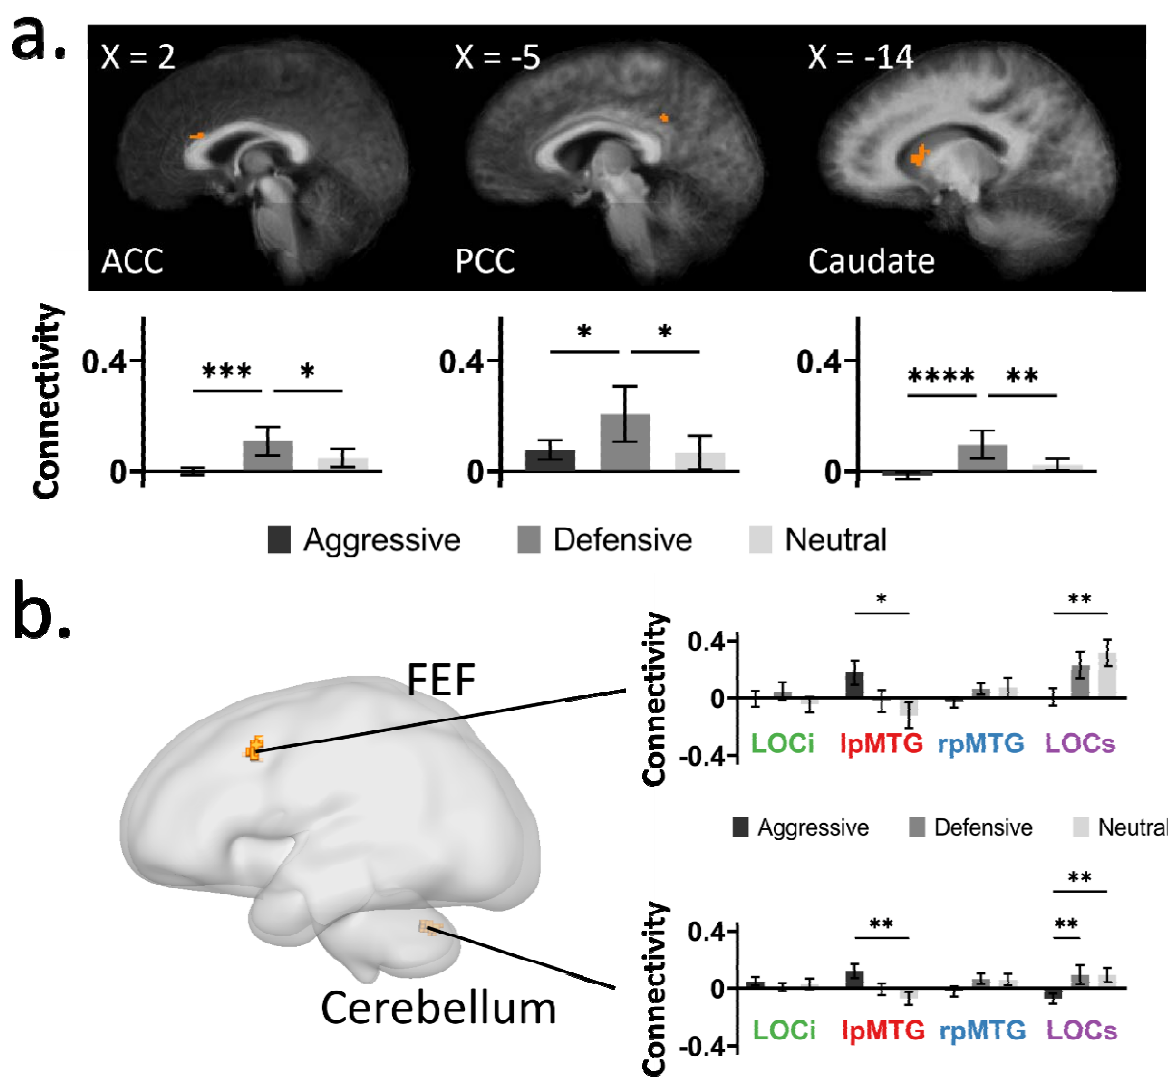 a.
X = 2 X = -5 X = -14
ACC PCC Caudate
Connectivity
0.4 *** * 0
0.4 * * 0
0.4 **** ** 0
Aggressive Defensive Neutral
b.
FEF
Cerebellum
Connectivity
* **
0.4
0
LOCi lpMTG rpMTG LOCs
-0.4
Aggressive Defensive Neutral
Connectivity
**
0.4 ** **
0
LOCi lpMTG rpMTG LOCs
-0.4